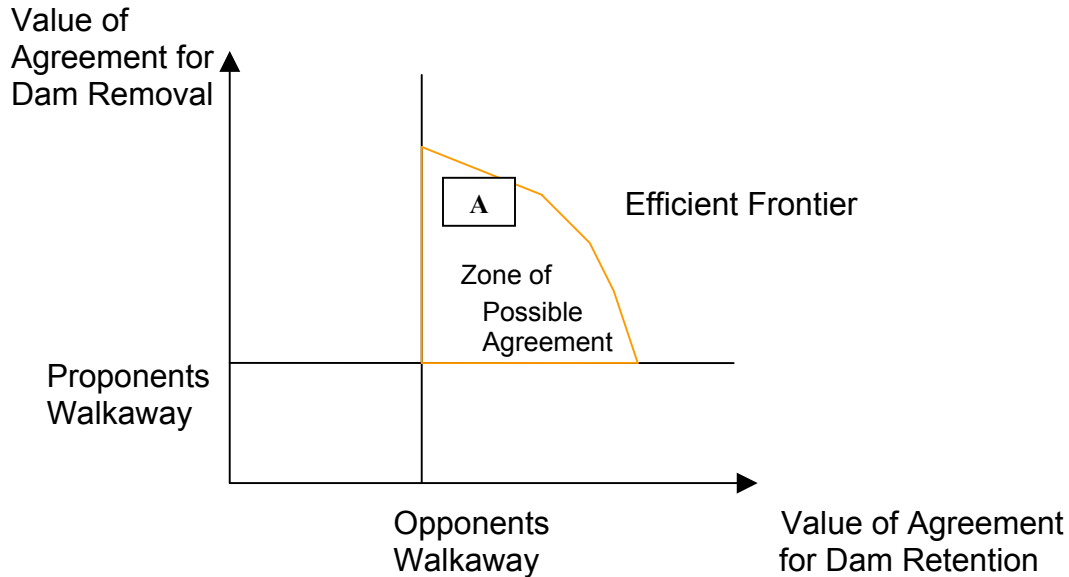 Value of
Agreement for
Dam Removal
A
Efficient Frontier
Zone of
Possible
Agreement
Proponents
Walkaway
Opponents
Walkaway
Value of Agreement
for Dam Retention